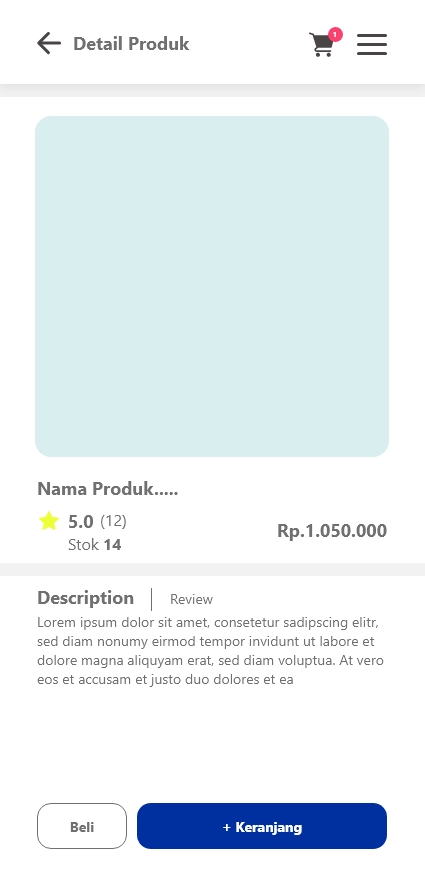 Detail Produk
1
Nama Produk.....
5.0 (12)
Stok 14
Rp.1.050.000
Description
Review
Lorem ipsum dolor sit amet, consetetur sadipscing elitr,
sed diam nonumy eirmod tempor invidunt ut labore et
dolore magna aliquyam erat, sed diam voluptua. At vero
eos et accusam et justo duo dolores et ea
Beli
+ Keranjang